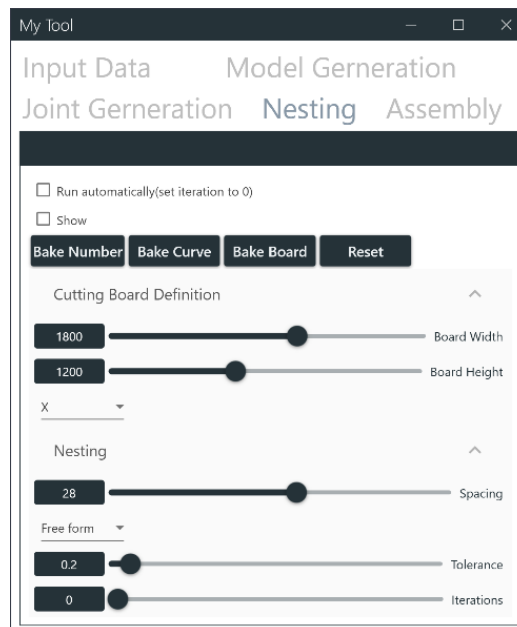 My Tool
Input Data Model Gerneration
Joint Gerneration Nesting Assembly
Run automatically(set iteration to 0)
Show
Bake Number Bake Curve Bake Board Reset
Cutting Board Definition
1800 Board Width
1200 Board Height
X
Nesting
28 Spacing
Free form
0.2 Tolerance
0 Iterations